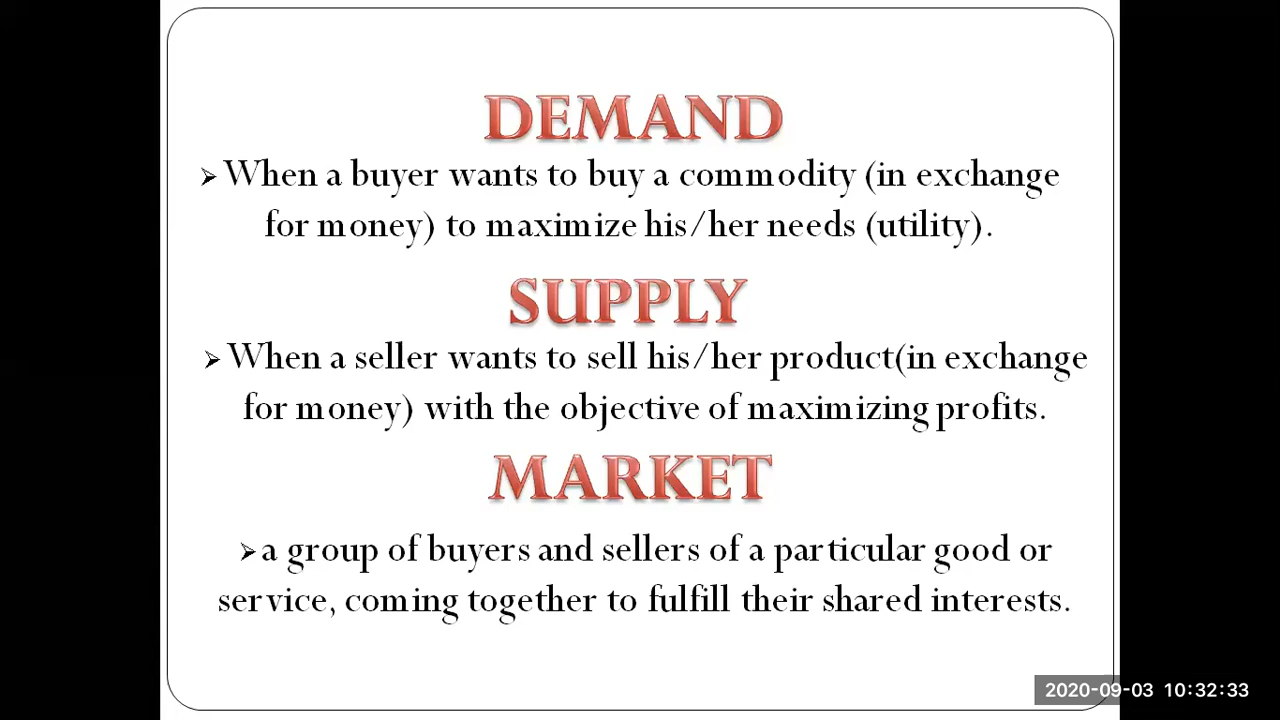 DEMAND
➢When a buyer wants to buy a commodity (in exchange
for money) to maximize his/her needs (utility).
SUPPLY
➢When a seller wants to sell his/her product(in exchange
for money) with the objective of maximizing profits.
MARKET
➢a group of buyers and sellers of a particular good or
service, coming together to fulfill their shared interests.
2020-09-03 10:32:33